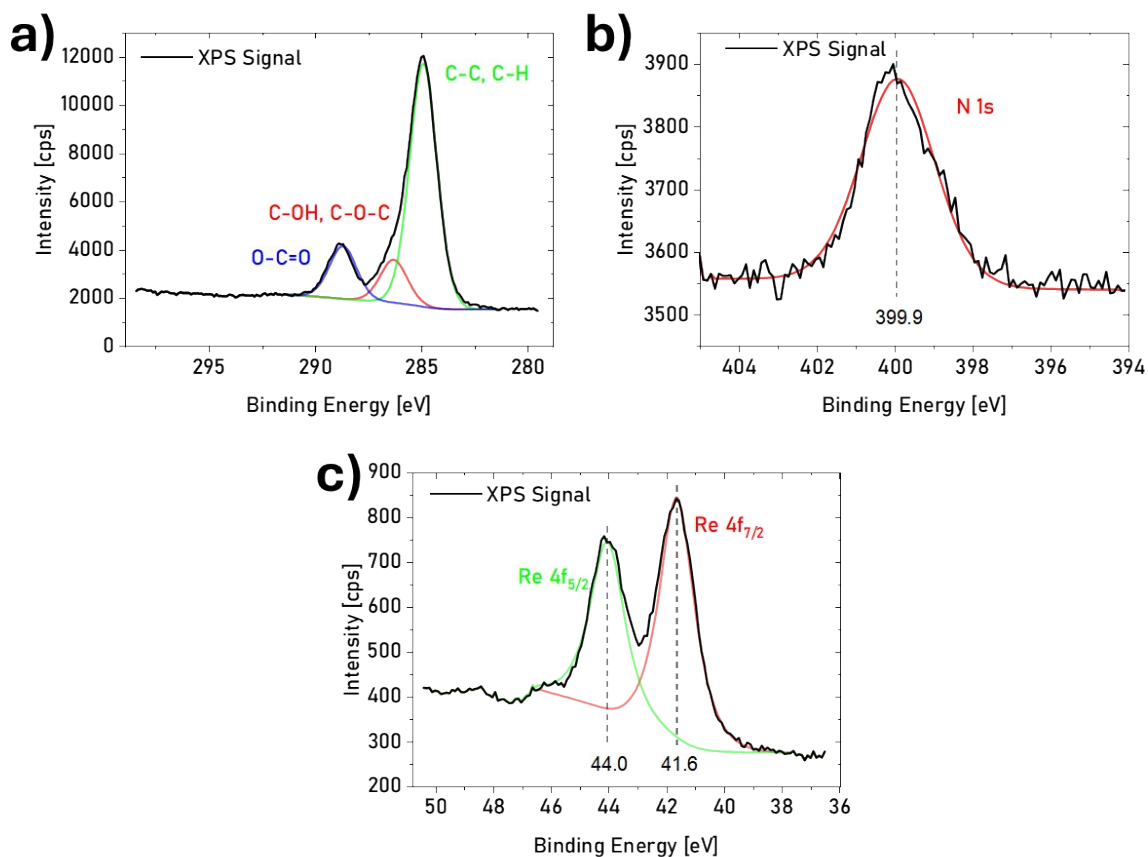 a)
XPS Signal
C-C, C-H
C-OH, C-O-C
O-C=O
12000
10000
8000
6000
4000
2000
0
Intensity [cps]
295 290 285 280
Binding Energy [eV]
b)
XPS Signal
N 1s
3900
3800
3700
3600
3500
Intensity [cps]
399.9
404 402 400 398 396 394
Binding Energy [eV]
c)
XPS Signal
Re 4f7/2
Re 4f5/2
900
800
700
600
500
400
300
200
Intensity [cps]
44.0 41.6
50 48 46 44 42 40 38 36
Binding Energy [eV]